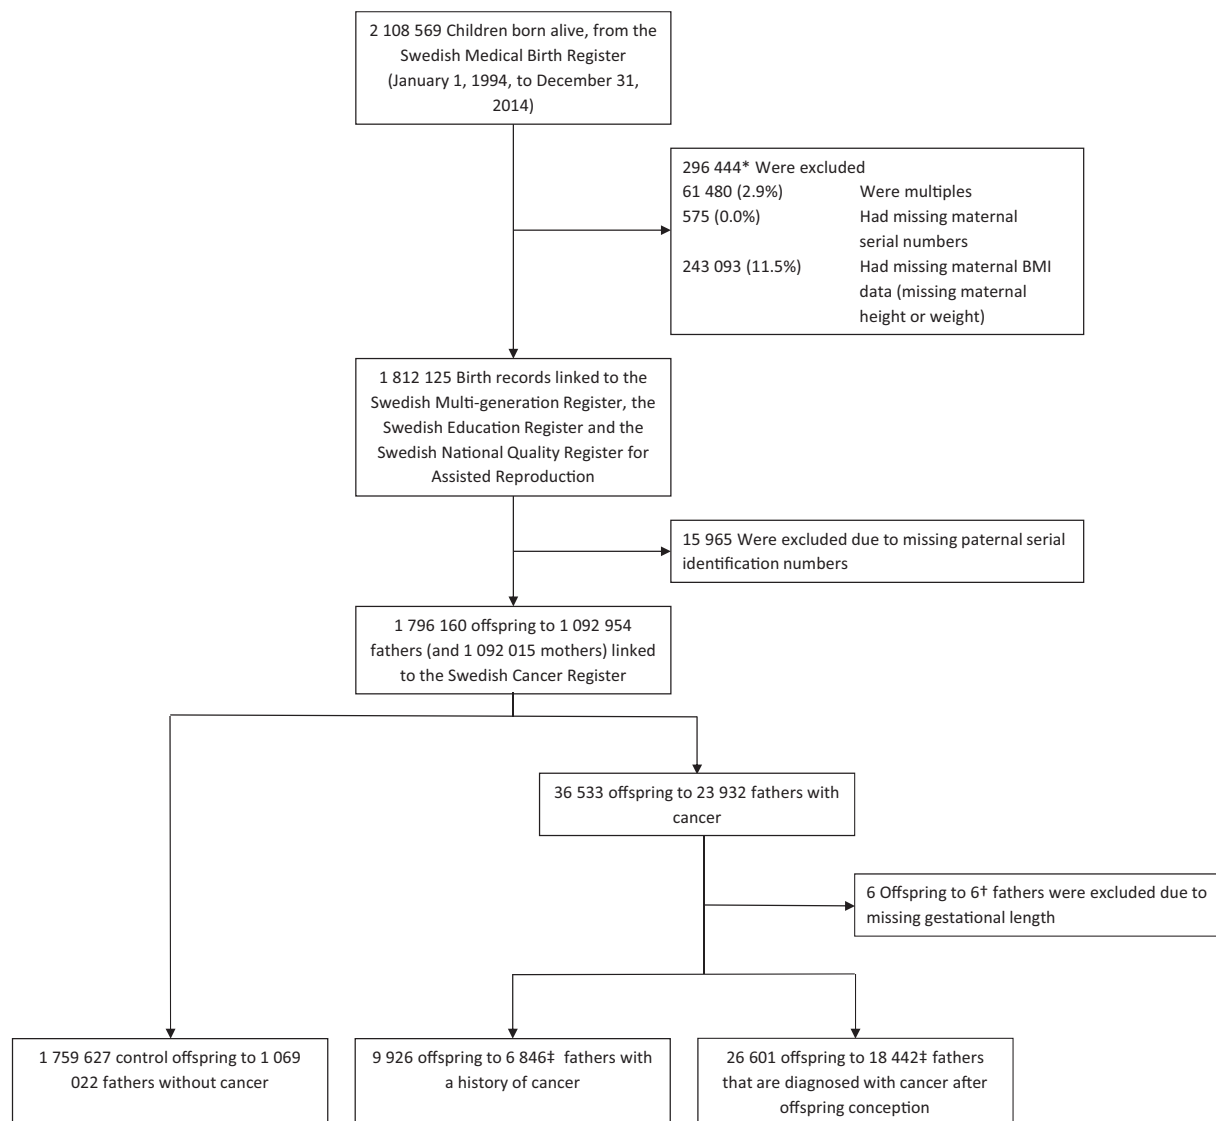 2 108 569 Children born alive, from the
Swedish Medical Birth Register
(January 1, 1994, to December 31,
2014)
296 444* Were excluded
61 480 (2.9%) Were multiples
575 (0.0%) Had missing maternal
serial numbers
243 093 (11.5%) Had missing maternal BMI
data (missing maternal
height or weight)
1 812 125 Birth records linked to the
Swedish Multi-generation Register, the
Swedish Education Register and the
Swedish National Quality Register for
Assisted Reproduction
15 965 Were excluded due to missing paternal serial
identification numbers
1 796 160 offspring to 1 092 954
fathers (and 1 092 015 mothers) linked
to the Swedish Cancer Register
36 533 offspring to 23 932 fathers with
cancer
6 Offspring to 6† fathers were excluded due to
missing gestational length
1 759 627 control offspring to 1 069
022 fathers without cancer
9 926 offspring to 6 846‡ fathers with
a history of cancer
26 601 offspring to 18 442‡ fathers
that are diagnosed with cancer after
offspring conception